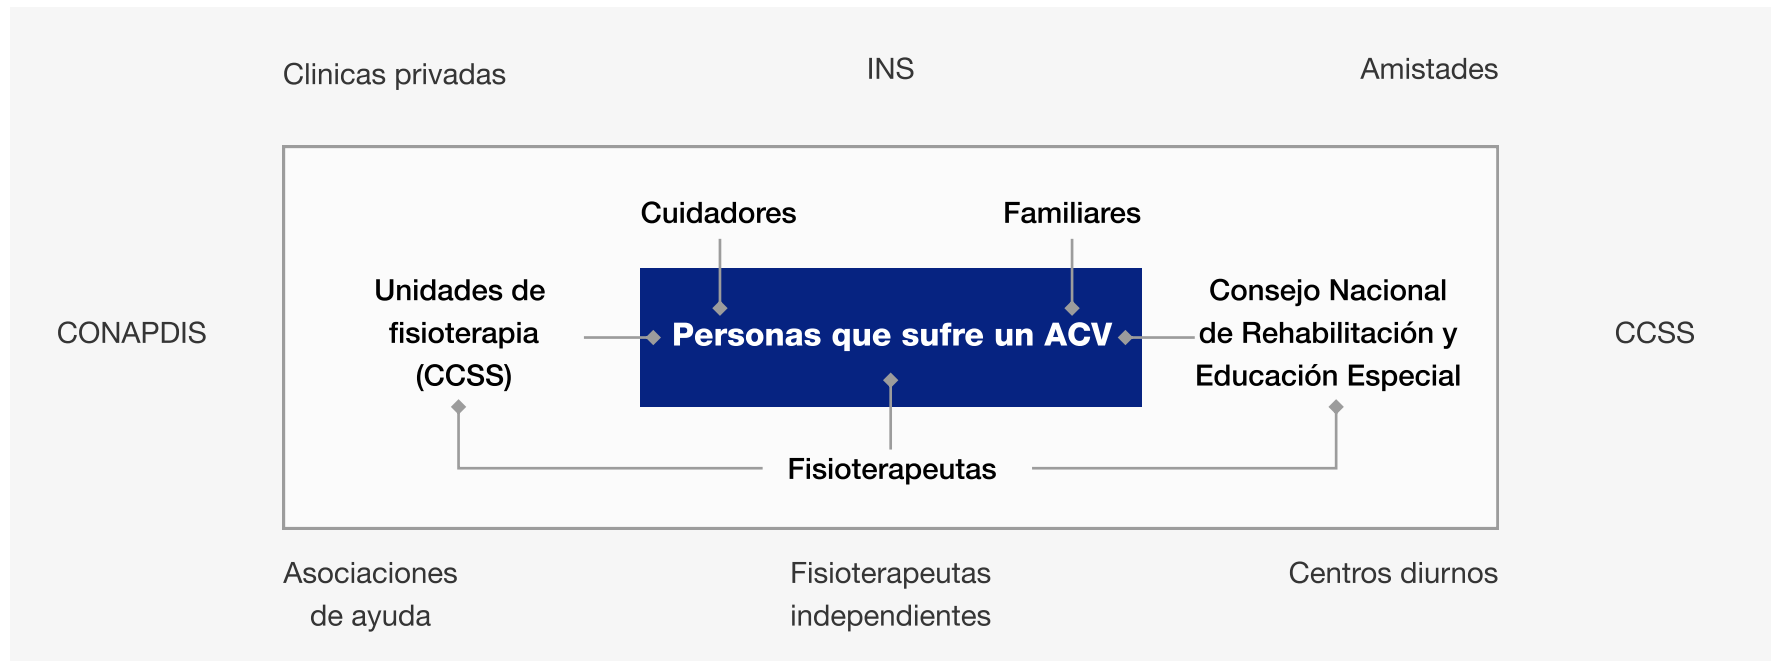 Clinicas privadas
INS
Amistades
Cuidadores
Familiares
Unidades de
fisioterapia
(CCSS)
Personas que sufre un ACV
Consejo Nacional
de Rehabilitación y
Educación Especial
CONAPDIS
CCSS
Fisioterapeutas
Asociaciones
de ayuda
Fisioterapeutas
independientes
Centros diurnos